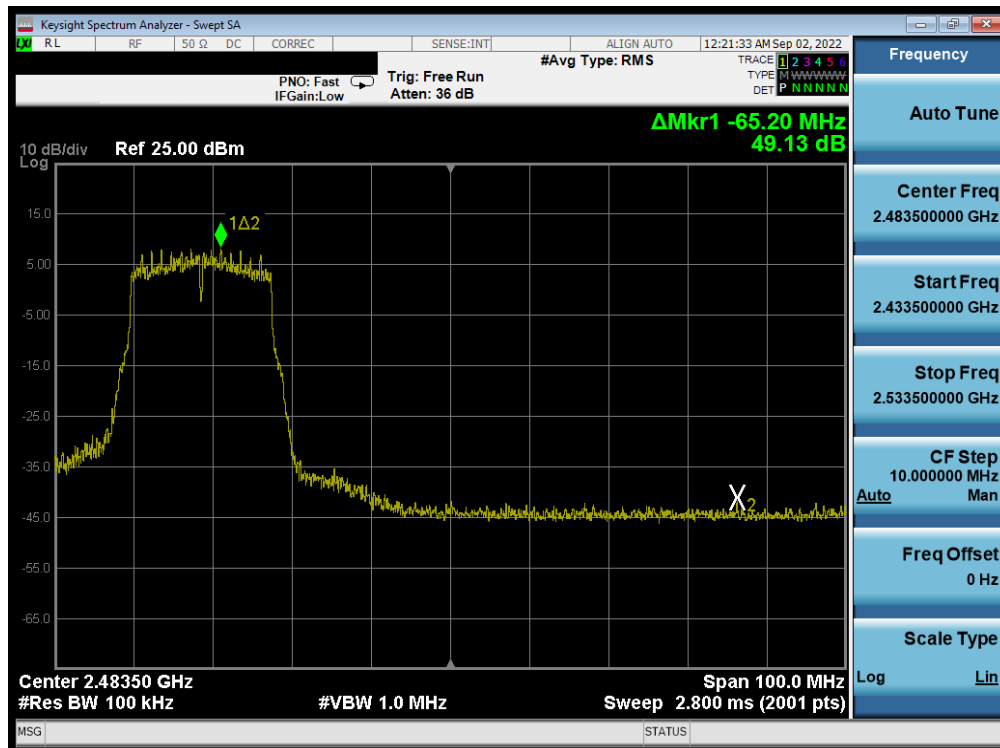 Keysight Spectrum Analyzer - Swept SA
LXI RL RF 50 Ω DC CORREC SENSE:INT ALIGN AUTO 12:21:33 AM Sep 02, 2022
#Avg Type: RMS
TRACE 1 2 3 4 5 6
PNO: Fast Trig: Free Run
TYPE M WWWWW
IFGain:Low Atten: 36 dB
DET P N N N N N
ΔMkr1 -65.20 MHz
49.13 dB
10 dB/div Ref 25.00 dBm
Log
15.0
1Δ2
5.00
-5.00
-15.0
-25.0
-35.0
X2
-45.0
-55.0
-65.0
Center 2.48350 GHz Span 100.0 MHz
#Res BW 100 kHz #VBW 1.0 MHz Sweep 2.800 ms (2001 pts)
MSG STATUS
Frequency
Auto Tune
Center Freq
2.483500000 GHz
Start Freq
2.433500000 GHz
Stop Freq
2.533500000 GHz
CF Step
10.000000 MHz
Auto Man
Freq Offset
0 Hz
Scale Type
Log Lin